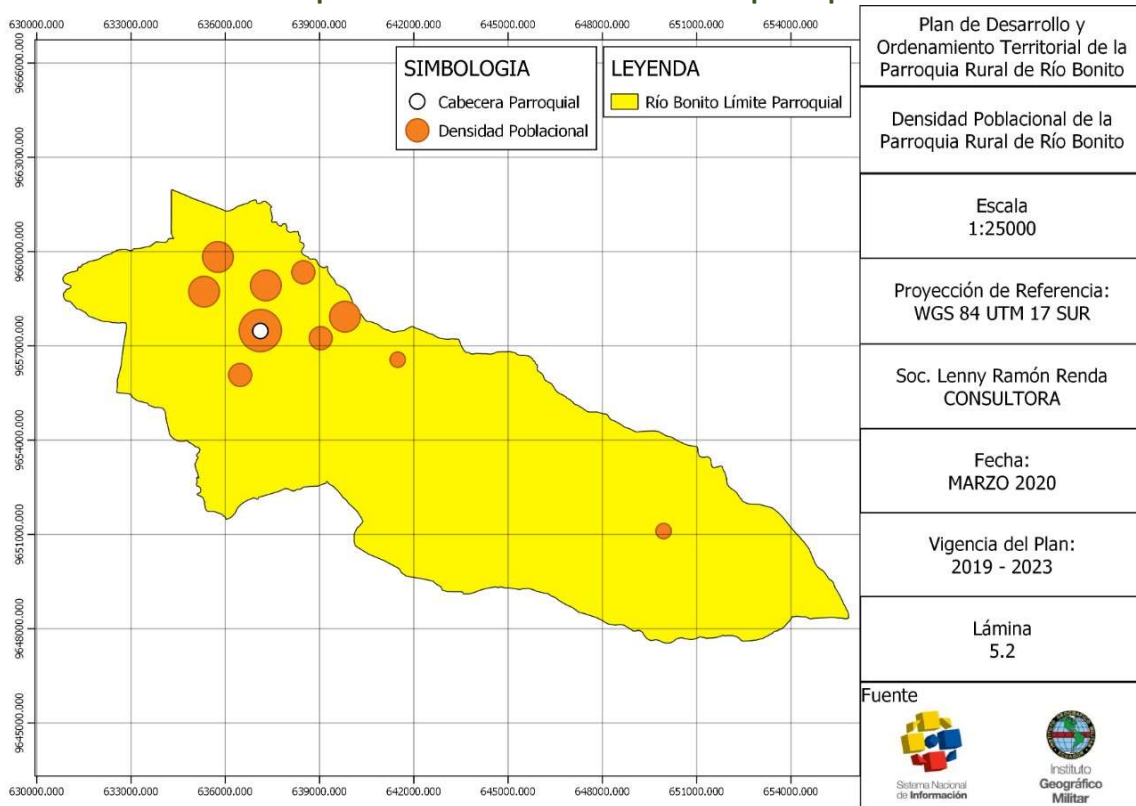 630000.000 633000.000 636000.000 639000.000 642000.000 645000.000 648000.000 651000.000 654000.000
9666000.000
9663000.000
9660000.000
9657000.000
9654000.000
9651000.000
9648000.000
9645000.000
SIMBOLOGIA
Cabecera Parroquial
Densidad Poblacional
LEYENDA
Río Bonito Límite Parroquial
630000.000 633000.000 636000.000 639000.000 642000.000 645000.000 648000.000 651000.000 654000.000
Plan de Desarrollo y
Ordenamiento Territorial de la
Parroquia Rural de Río Bonito
Densidad Poblacional de la
Parroquia Rural de Río Bonito
Escala
1:25000
Proyección de Referencia:
WGS 84 UTM 17 SUR
Soc. Lenny Ramón Renda
CONSULTORA
Fecha:
MARZO 2020
Vigencia del Plan:
2019 - 2023
Lámina
5.2
Fuente
Sistema Nacional
de Información
Instituto
Geográfico
Militar